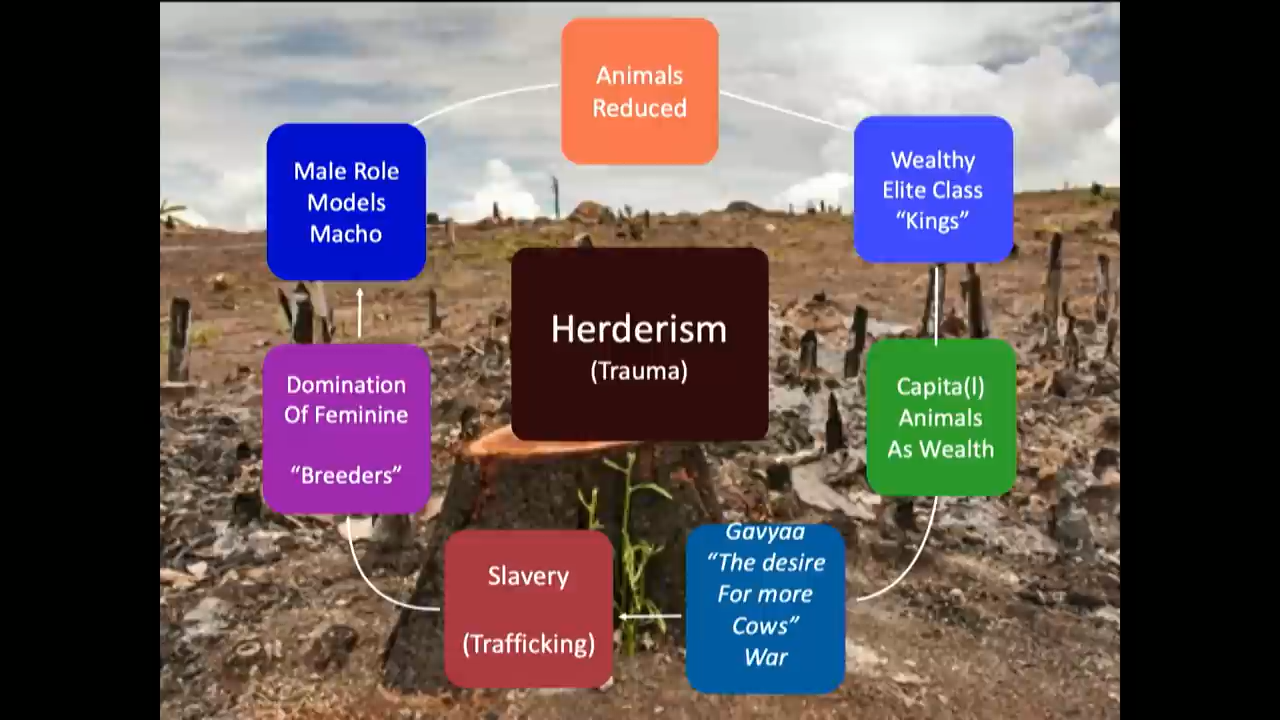 Animals
Reduced
Wealthy
Elite Class
“Kings”
Capita(l)
Animals
As Wealth
Gavyaa
“The desire
For more
Cows”
War
Slavery
(Trafficking)
Domination
Of Feminine
“Breeders”
Male Role
Models
Macho
Herderism
(Trauma)